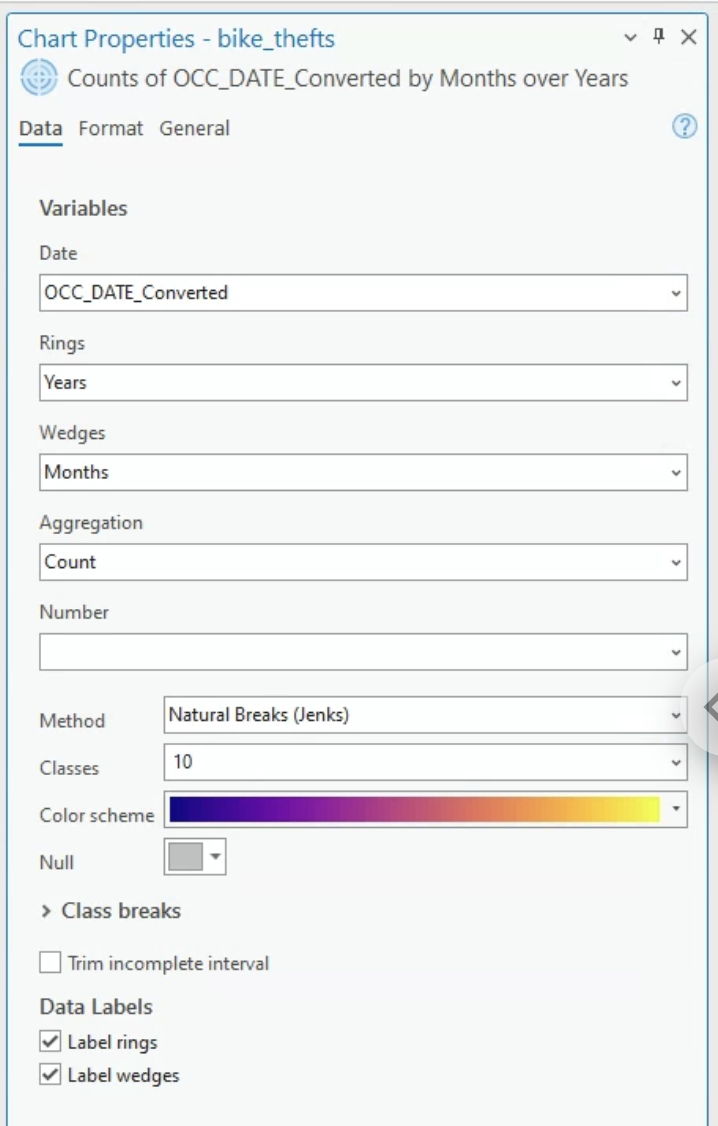 Chart Properties - bike_thefts
Counts of OCC_DATE_Converted by Months over Years
Data Format General
?
Variables
Date
OCC_DATE_Converted
Rings
Years
Wedges
Months
Aggregation
Count
Number
Method Natural Breaks (Jenks)
Classes 10
Color scheme
Null
Class breaks
Trim incomplete interval
Data Labels
Label rings
Label wedges